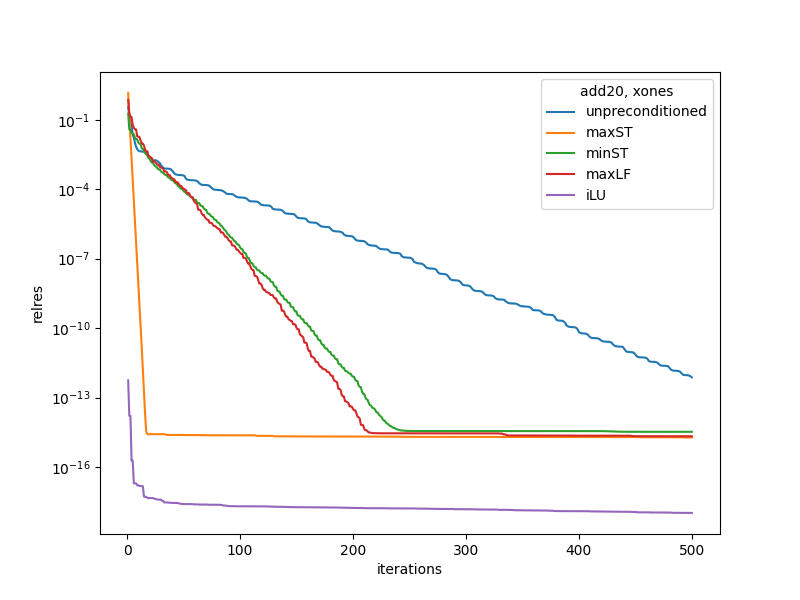 add20, xones
unpreconditioned
maxST
minST
maxLF
iLU
10⁻¹
10⁻⁴
10⁻⁷
10⁻¹⁰
10⁻¹³
10⁻¹⁶
relres
0 100 200 300 400 500
iterations